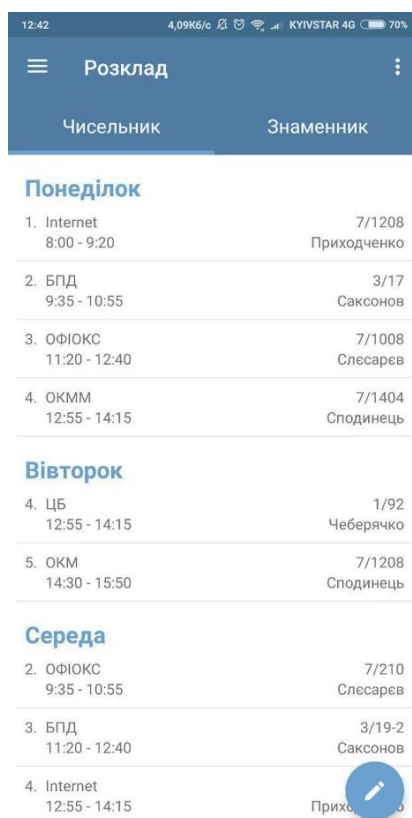 12:42 4,09Кб/с KYIVSTAR 4G 70%
Розклад
Чисельник Знаменник
Понеділок
1. Internet 7/1208
8:00 - 9:20 Приходченко
2. БПД 3/17
9:35 - 10:55 Саксонов
3. ОФІОКС 7/1008
11:20 - 12:40 Слєсарєв
4. ОКММ 7/1404
12:55 - 14:15 Сподинець
Вівторок
4. ЦБ 1/92
12:55 - 14:15 Чеберячко
5. ОКМ 7/1208
14:30 - 15:50 Сподинець
Середа
2. ОФІОКС 7/210
9:35 - 10:55 Слєсарєв
3. БПД 3/19-2
11:20 - 12:40 Саксонов
4. Internet
12:55 - 14:15